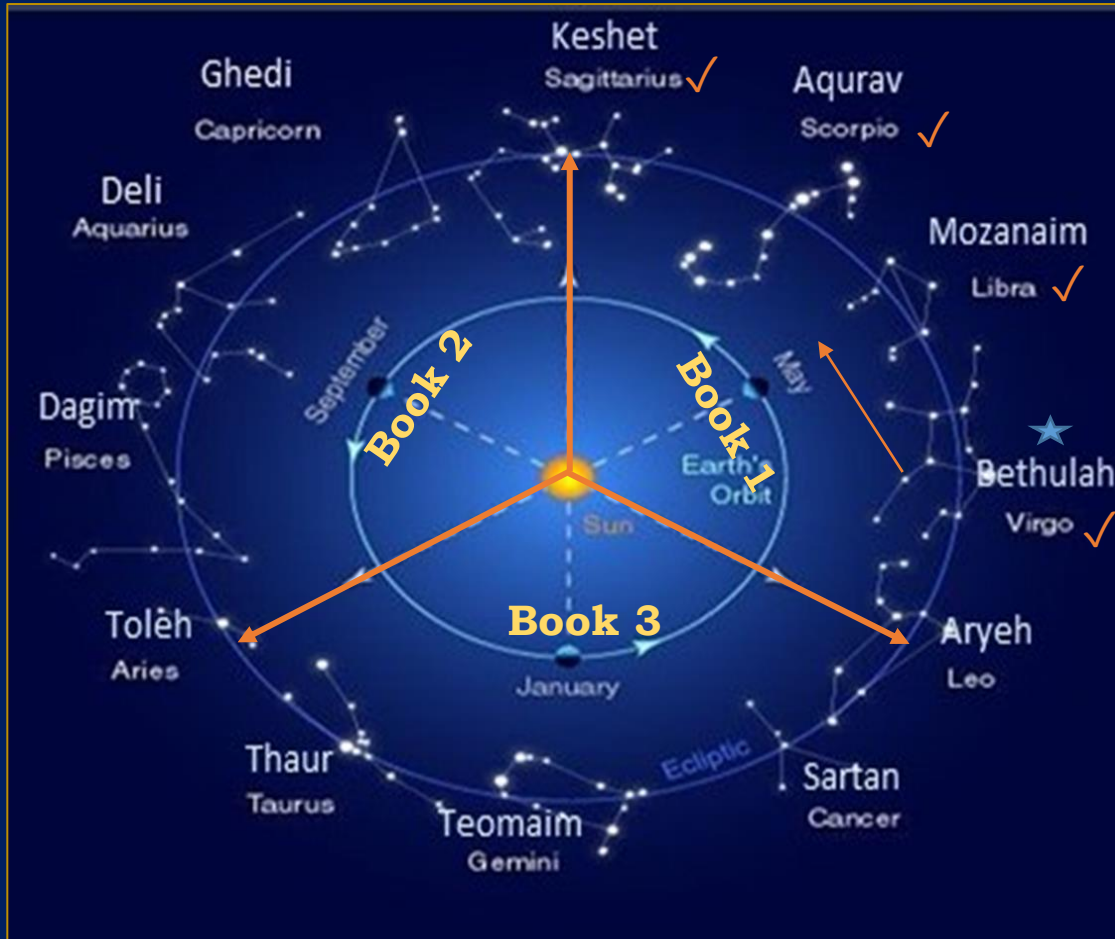 Keshet
Sagittarius ✓
Ghedi
Capricorn
Aqurav
Scorpio ✓
Deli
Aquarius
Mozanaim
Libra ✓
September
Book 2
Book 1
May
Dagim
Pisces
Earth's
Orbit
Bethulah
Virgo ✓
Sun
Book 3
January
Toleh
Aries
Aryeh
Leo
Thaur
Taurus
Ecliptic
Teomaim
Gemini
Sartan
Cancer